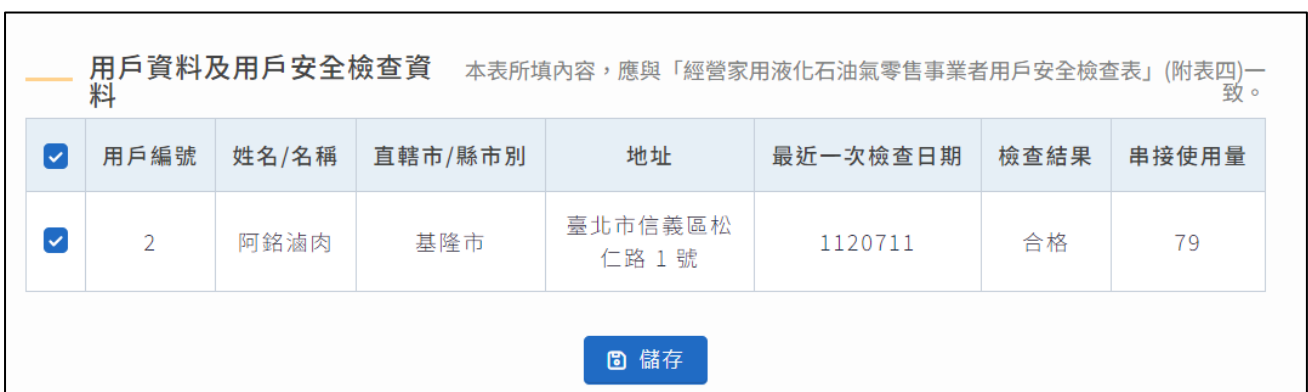 用戶資料及用戶安全檢查資
料
本表所填內容，應與「經營家用液化石油氣零售事業者用戶安全檢查表」(附表四)一
致。
用戶編號 姓名/名稱 直轄市/縣市別 地址 最近一次檢查日期 檢查結果 串接使用量
2 阿銘滷肉 基隆市 臺北市信義區松 1120711 合格 79
仁路 1 號
儲存